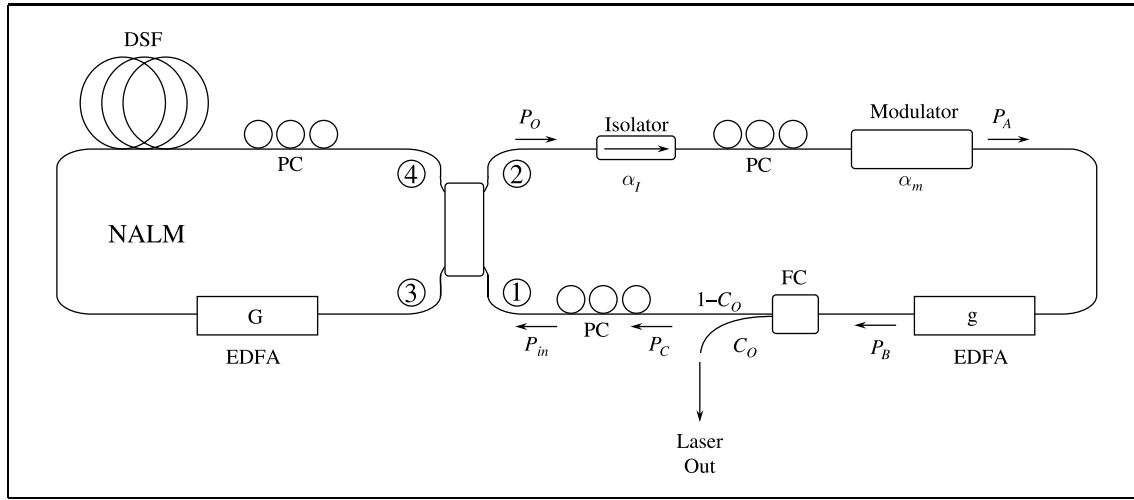 DSF
PC
④
NALM
③
G
EDFA
P_O
Isolator
α_I
PC
Modulator
α_m
P_A
②
①
P_in
PC
P_C
1−C_O
C_O
FC
P_B
g
EDFA
Laser
Out